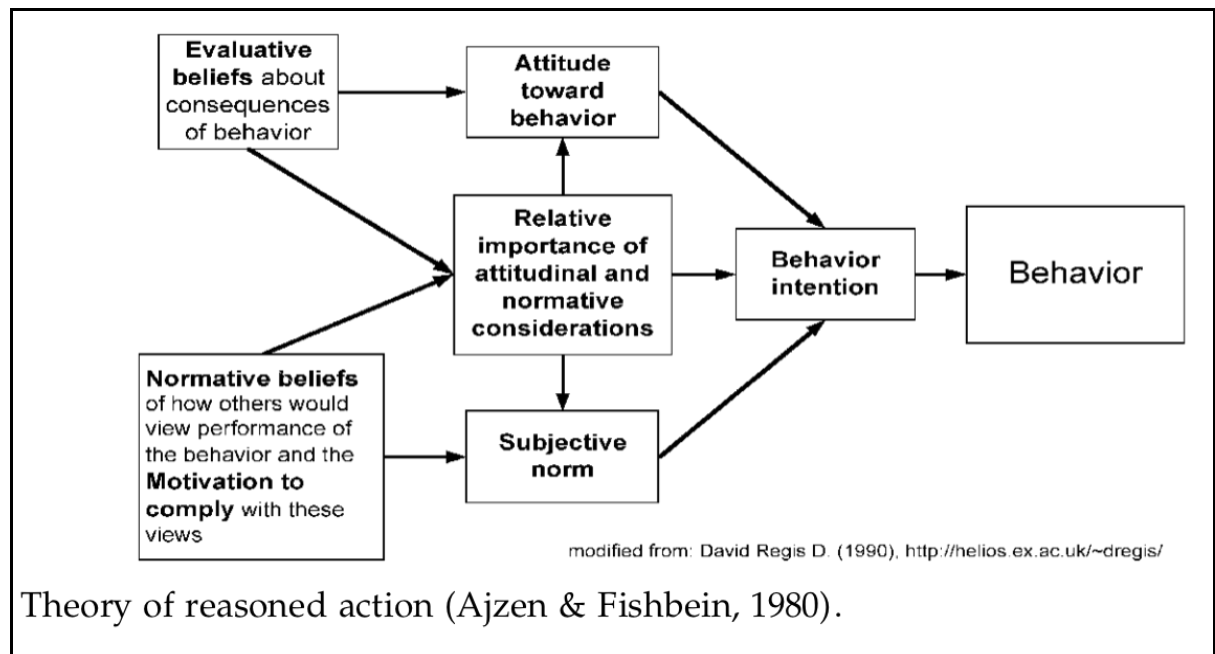 Evaluative
beliefs about
consequences
of behavior
Attitude
toward
behavior
Relative
importance of
attitudinal and
normative
considerations
Behavior
intention
Behavior
Normative beliefs
of how others would
view performance of
the behavior and the
Motivation to
comply with these
views
Subjective
norm
modified from: David Regis D. (1990), http://helios.ex.ac.uk/~dregis/
Theory of reasoned action (Ajzen & Fishbein, 1980).